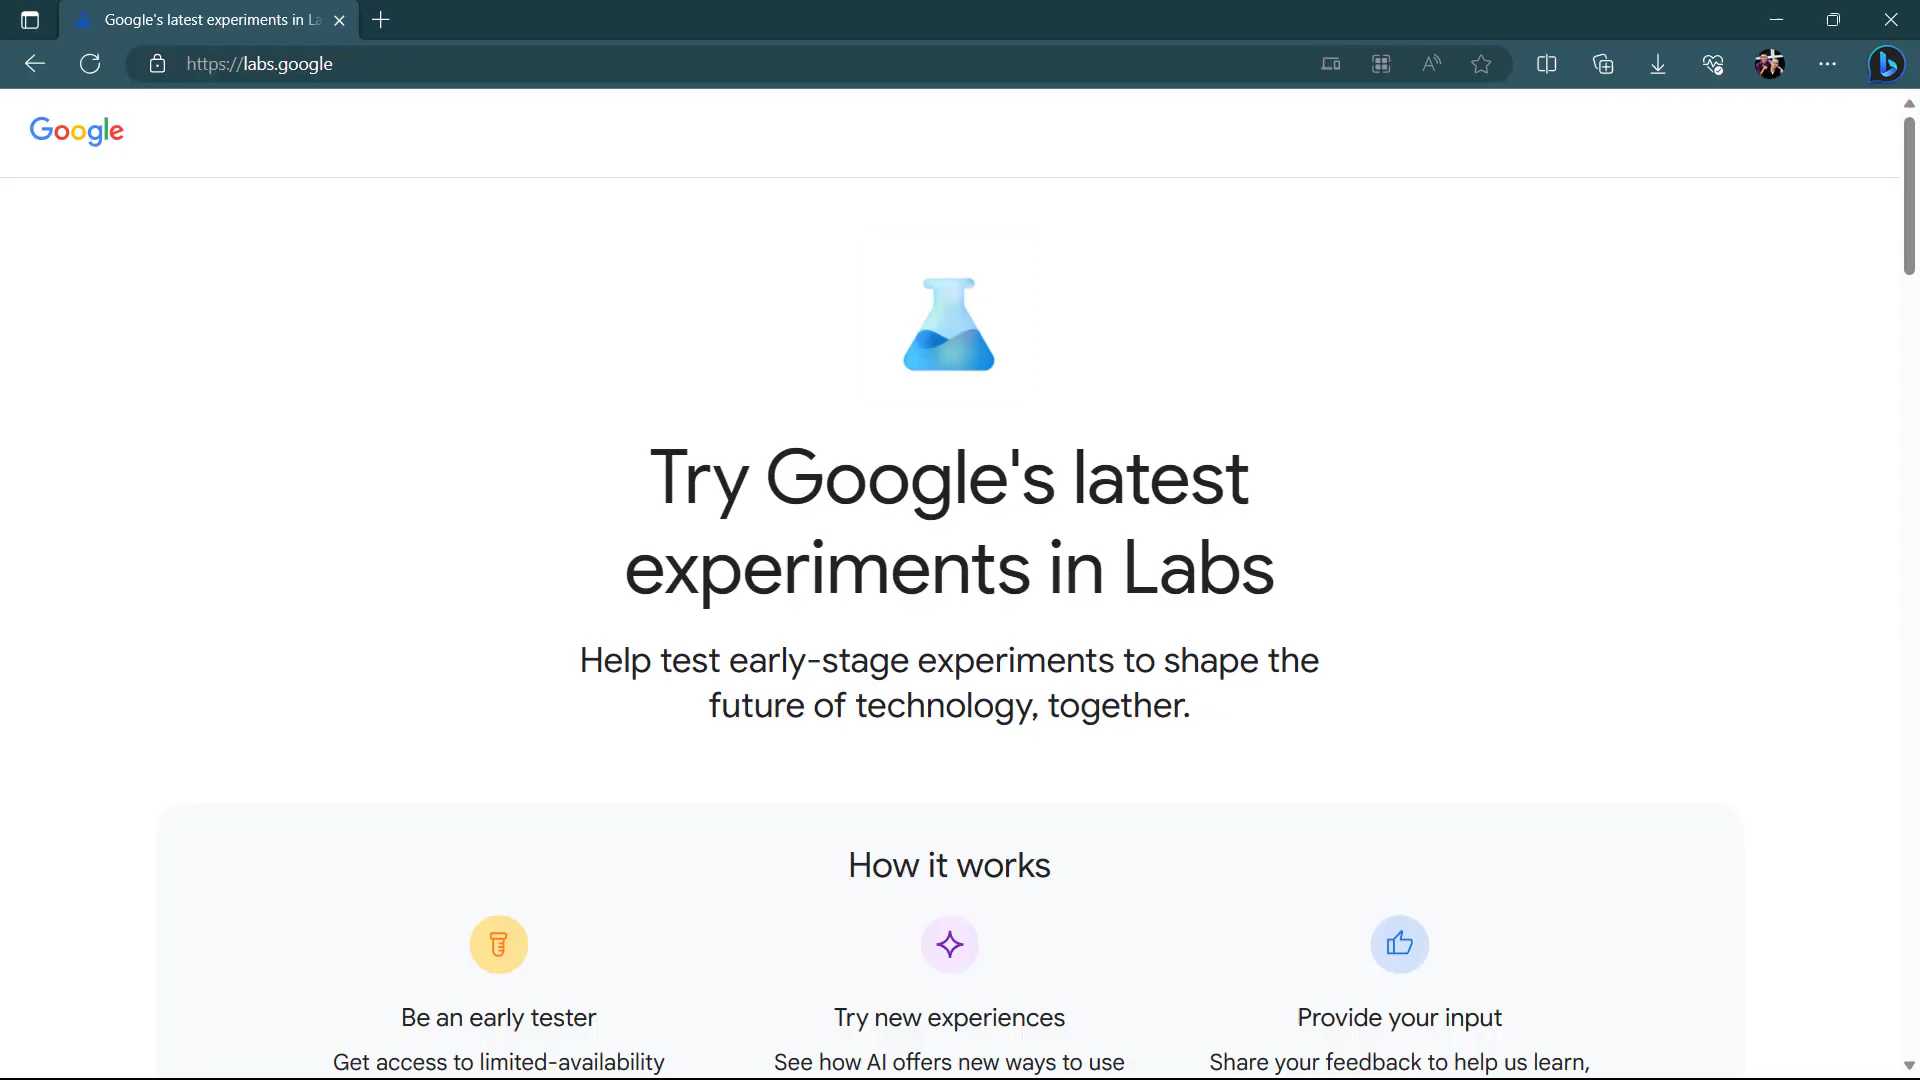 Google's latest experiments in La
https://labs.google
Google
Try Google's latest
experiments in Labs
Help test early-stage experiments to shape the
future of technology, together.
How it works
Be an early tester
Try new experiences
Provide your input
Get access to limited-availability
See how AI offers new ways to use
Share your feedback to help us learn,